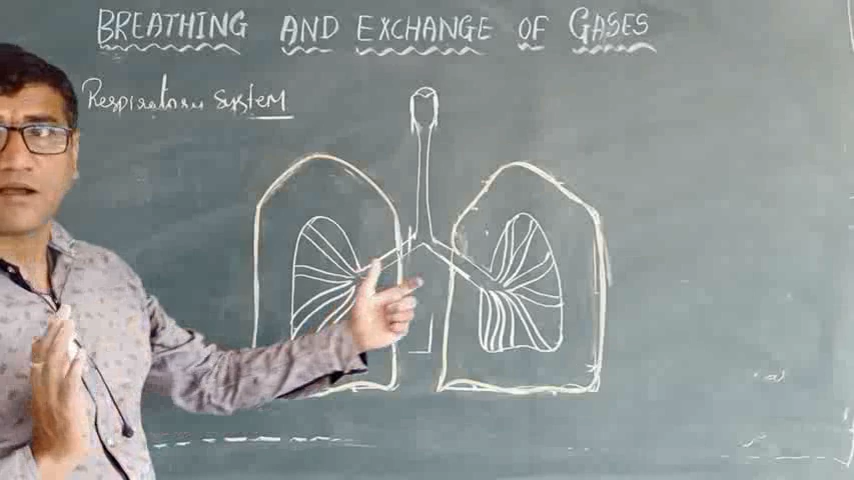 BREATHING AND EXCHANGE OF GASES
Respiratory System